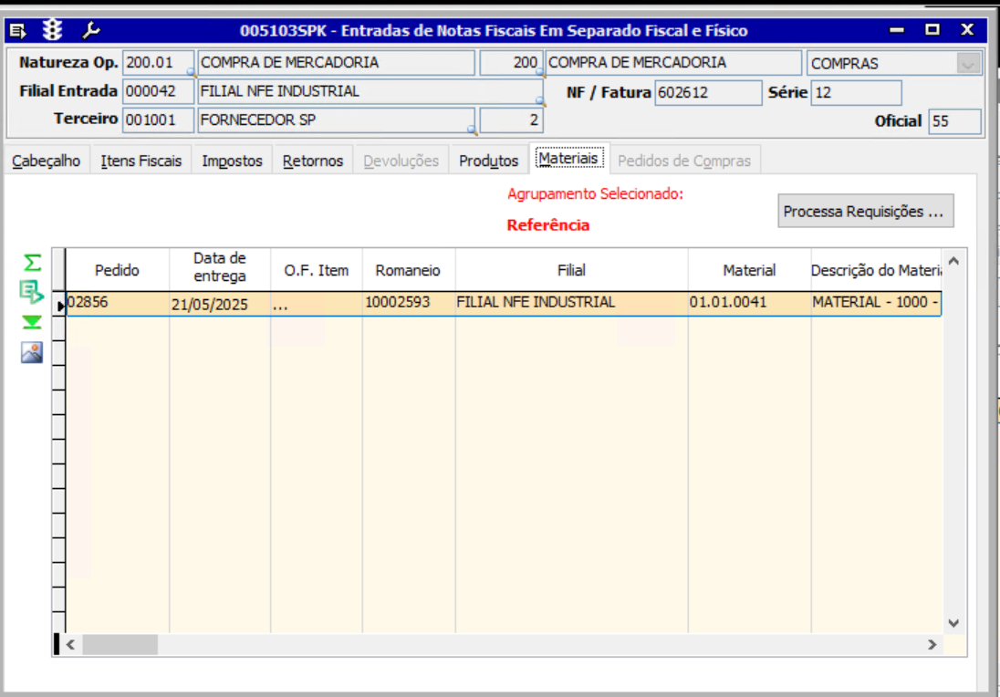 005103SPK - Entradas de Notas Fiscais Em Separado Fiscal e Físico
Natureza Op. 200.01 COMPRA DE MERCADORIA 200 COMPRA DE MERCADORIA COMPRAS
Filial Entrada 000042 FILIAL NFE INDUSTRIAL NF / Fatura 602612 Série 12
Terceiro 001001 FORNECEDOR SP 2 Oficial 55
Cabeçalho Itens Fiscais Impostos Retornos Devoluções Produtos Materiais Pedidos de Compras
Agrupamento Selecionado:
Referência
Processa Requisições ...
Pedido Data de entrega O.F. Item Romaneio Filial Material Descrição do Materi
02856 21/05/2025 ... 10002593 FILIAL NFE INDUSTRIAL 01.01.0041 MATERIAL - 1000 -